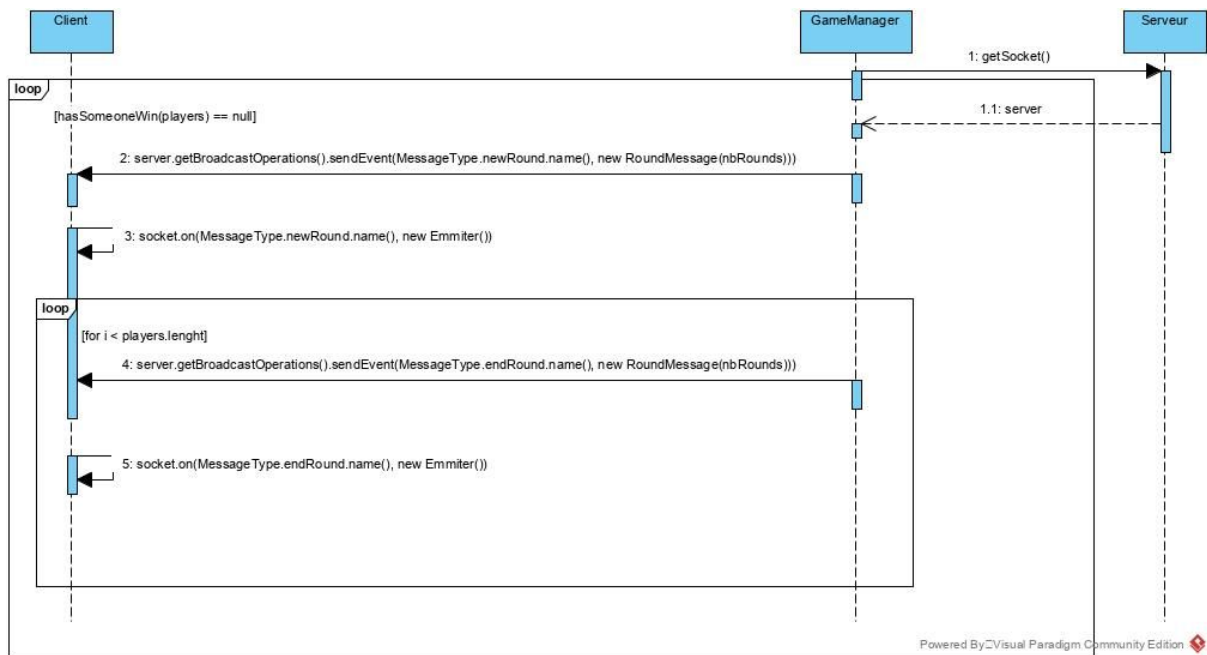 Client
GameManager
Serveur
1: getSocket()
loop
[hasSomeoneWin(players) == null]
1.1: server
2: server.getBroadcastOperations().sendEvent(MessageType.newRound.name(), new RoundMessage(nbRounds)))
3: socket.on(MessageType.newRound.name(), new Emmiter())
loop
[for i < players.lenght]
4: server.getBroadcastOperations().sendEvent(MessageType.endRound.name(), new RoundMessage(nbRounds)))
5: socket.on(MessageType.endRound.name(), new Emmiter())
Powered By Visual Paradigm Community Edition